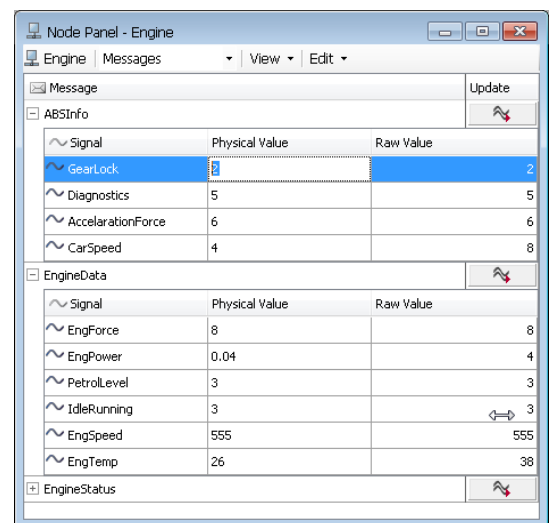 Node Panel - Engine
Engine Messages View Edit
Message Update
ABSInfo
Signal Physical Value Raw Value
GearLock 2 2
Diagnostics 5 5
AccelarationForce 6 6
CarSpeed 4 8
EngineData
Signal Physical Value Raw Value
EngForce 8 8
EngPower 0.04 4
PetrolLevel 3 3
IdleRunning 3 3
EngSpeed 555 555
EngTemp 26 38
EngineStatus